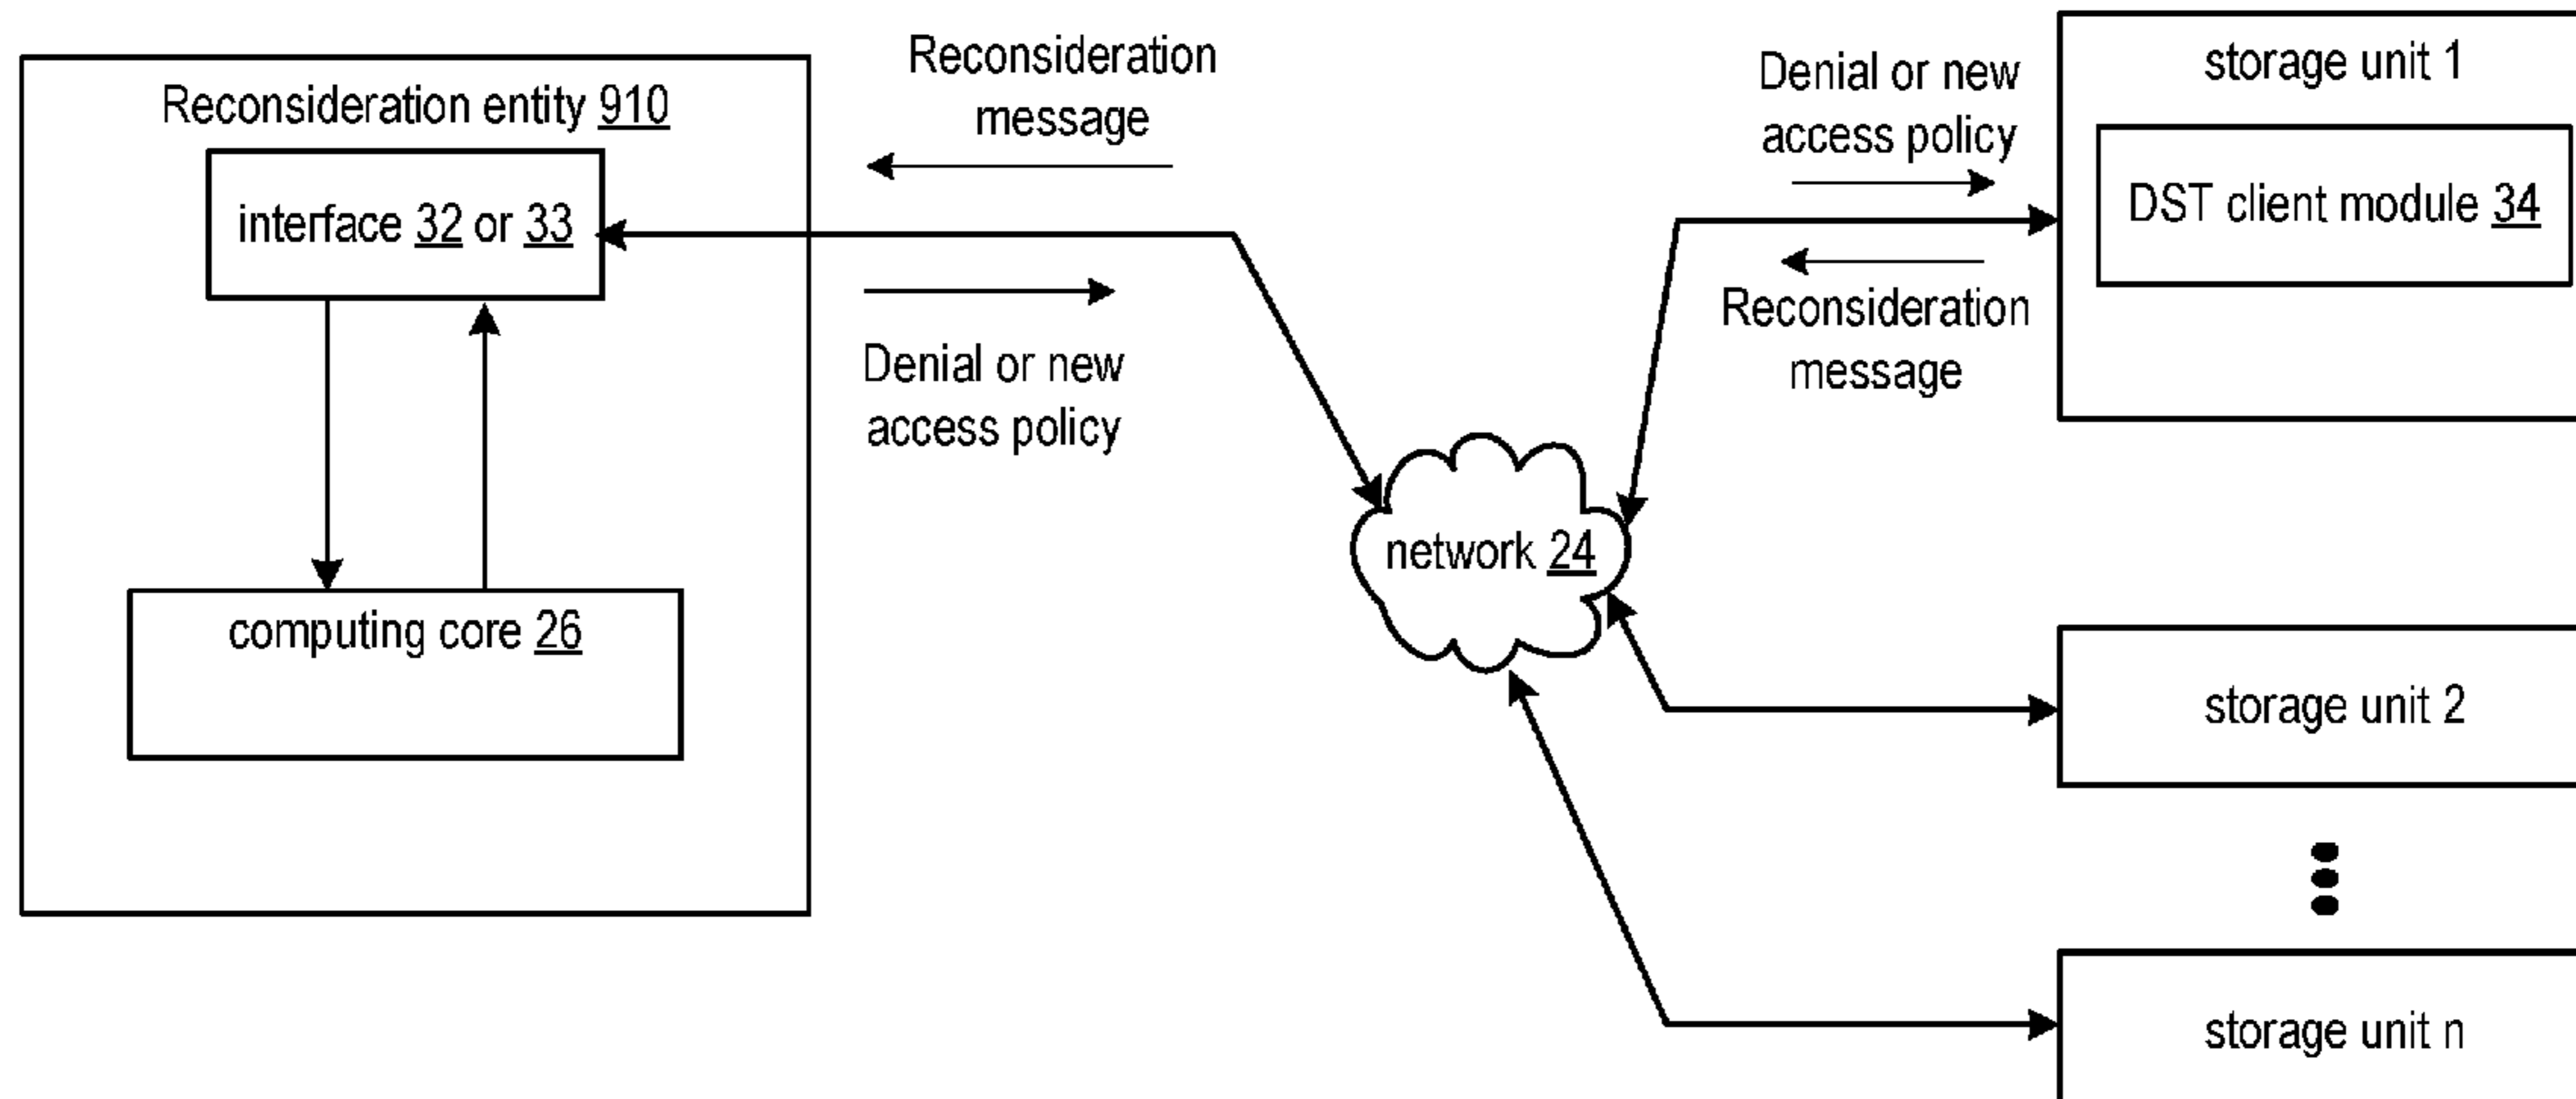 Reconsideration entity 910
interface 32 or 33
computing core 26
Reconsideration
message
Denial or new
access policy
network 24
Denial or new
access policy
Reconsideration
message
storage unit 1
DST client module 34
storage unit 2
storage unit n